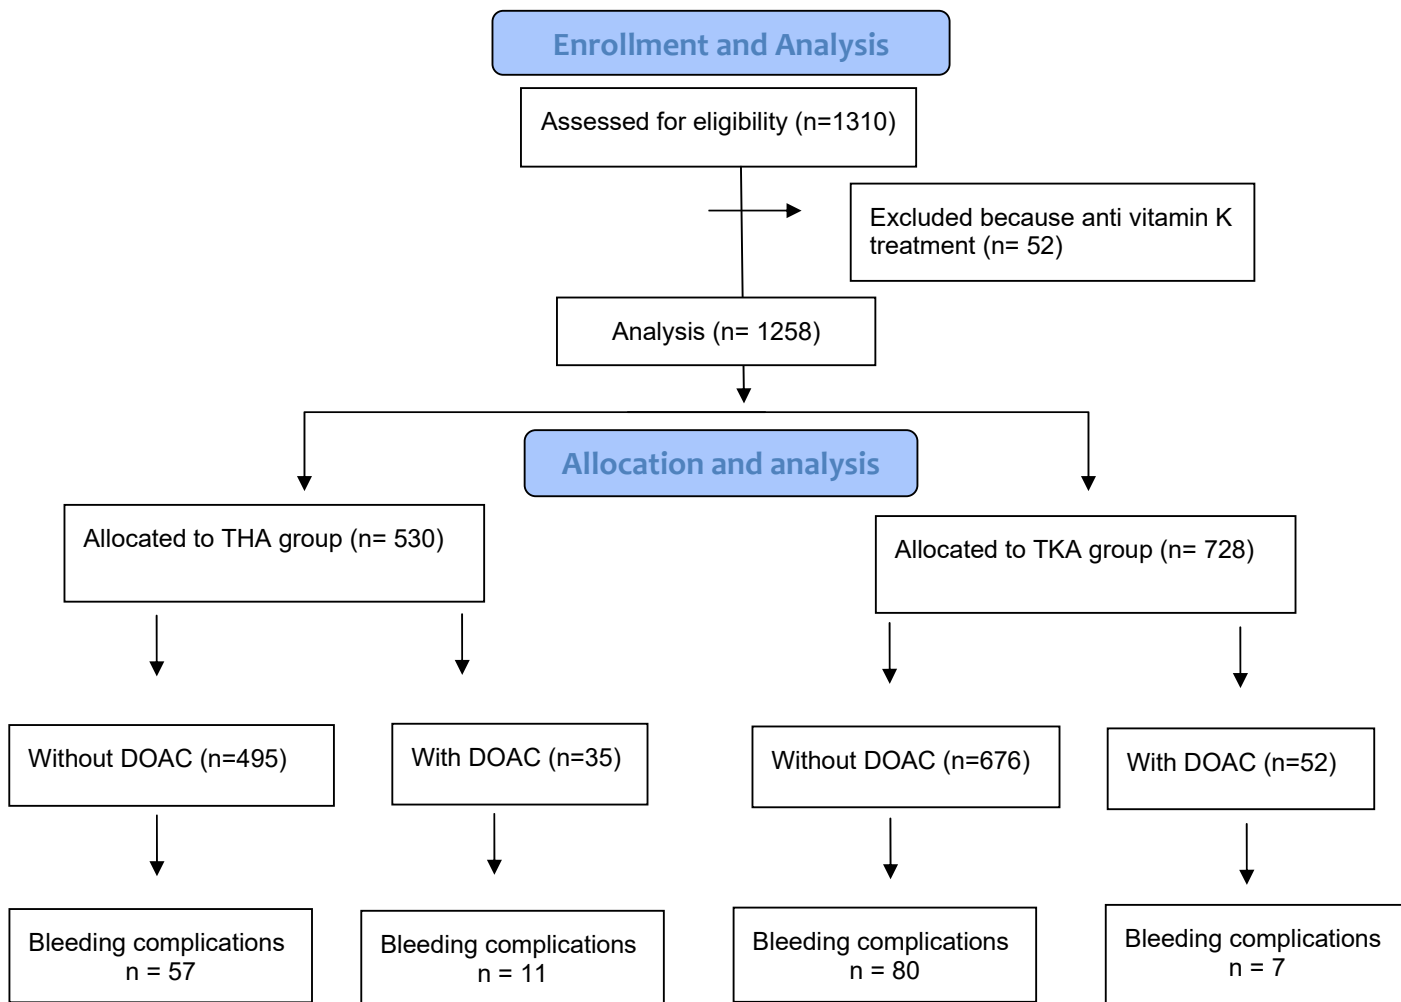 Enrollment and Analysis
Assessed for eligibility (n=1310)
Excluded because anti vitamin K
treatment (n= 52)
Analysis (n= 1258)
Allocation and analysis
Allocated to THA group (n= 530)
Allocated to TKA group (n= 728)
Without DOAC (n=495)
With DOAC (n=35)
Without DOAC (n=676)
With DOAC (n=52)
Bleeding complications
n = 57
Bleeding complications
n = 11
Bleeding complications
n = 80
Bleeding complications
n = 7